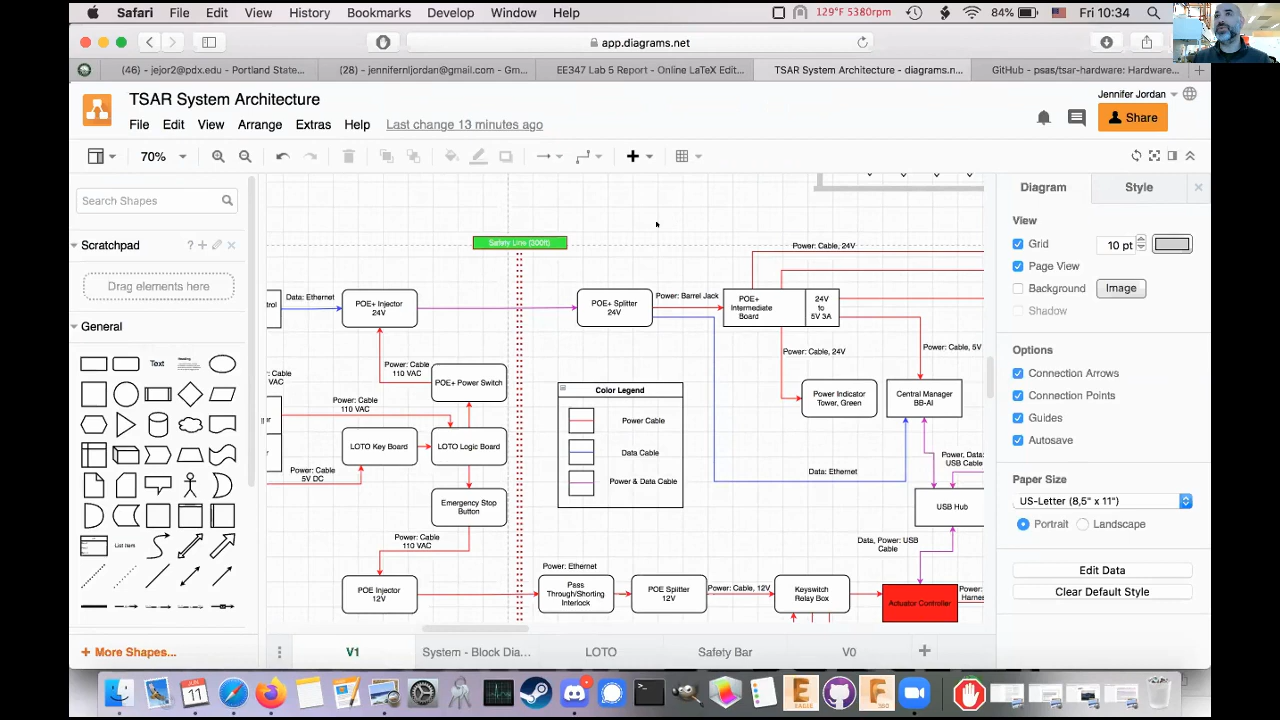 Safari File Edit View History Bookmarks Develop Window Help 129°F 5380rpm 84% Fri 10:34
app.diagrams.net
(46) - jejor2@pdx.edu - Portland State... (28) - jennifernljordan@gmail.com - Gm... EE347 Lab 5 Report - Online LaTeX Edit... TSAR System Architecture - diagrams.n... GitHub - psas/tsar-hardware: Hardware...
TSAR System Architecture
Jennifer Jordan
File Edit View Arrange Extras Help Last change 13 minutes ago
Share
70%
Search Shapes
Scratchpad
Drag elements here
General
Text
Heading
List Item
+ More Shapes...
Safety Line (300ft)
Power: Cable, 24V
Data: Ethernet
POE+ Injector
24V
POE+ Splitter
24V
Power: Barrel Jack
POE+
Intermediate
Board
24V
to
5V 3A
Power: Cable
110 VAC
Power: Cable, 24V
Power: Cable, 5V
Cable
VAC
POE+ Power Switch
Color Legend
Power Cable
Data Cable
Power & Data Cable
Power Indicator
Tower, Green
Central Manager
BB-AI
Power: Cable
110 VAC
LOTO Key Board
LOTO Logic Board
Power: Cable
5V DC
Data: Ethernet
Power, Data:
USB Cable
Emergency Stop
Button
USB Hub
Power: Cable
110 VAC
Data, Power: USB
Cable
Power: Ethernet
POE Injector
12V
Pass
Through/Shorting
Interlock
POE Splitter
12V
Power: Cable, 12V
Keyswitch
Relay Box
Actuator Controller
Power:
Harnes
V1 System - Block Dia... LOTO Safety Bar V0
Diagram Style
View
Grid 10 pt
Page View
Background Image
Shadow
Options
Connection Arrows
Connection Points
Guides
Autosave
Paper Size
US-Letter (8,5" x 11")
Portrait Landscape
Edit Data
Clear Default Style
JUN
11
EAGLE